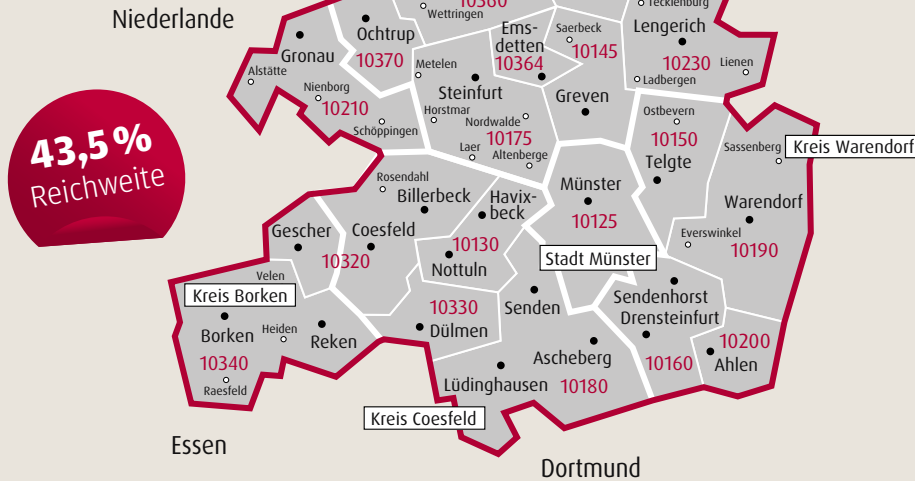 Niederlande
10360
Wettringen
Tecklenburg
Ochtrup
10370
Ems-
detten
10364
Saerbeck
10145
Lengerich
10230
Lienen
Ladbergen
Gronau
Alstätte
Nienborg
10210
Schöppingen
Metelen
Steinfurt
Horstmar
Nordwalde
10175
Laer
Altenberge
Greven
Ostbevern
10150
Telgte
Sassenberg
Kreis Warendorf
43,5 %
Reichweite
Rosendahl
Billerbeck
Havix-
beck
Münster
10125
Warendorf
10190
Everswinkel
Gescher
Coesfeld
10320
10130
Nottuln
Stadt Münster
Velen
Kreis Borken
Borken
Heiden
Reken
10340
Raesfeld
10330
Dülmen
Senden
Sendenhorst
Drensteinfurt
10160
10200
Ahlen
Ascheberg
Lüdinghausen
10180
Kreis Coesfeld
Essen
Dortmund